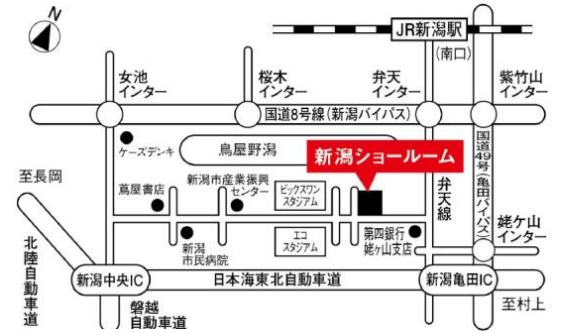 N
JR新潟駅
(南口)
女池
インター
桜木
インター
弁天
インター
紫竹山
インター
国道8号線(新潟バイパス)
ケーズデンキ
鳥屋野潟
新潟ショールーム
国道49号(亀田バイパス)
至長岡
蔦屋書店
新潟市産業振興
センター
ビックスワン
スタジアム
弁天線
北陸自動車道
新潟
市民病院
エコ
スタジアム
第四銀行
姥ヶ山支店
姥ケ山
インター
新潟中央IC
日本海東北自動車道
新潟亀田IC
磐越
自動車道
至村上